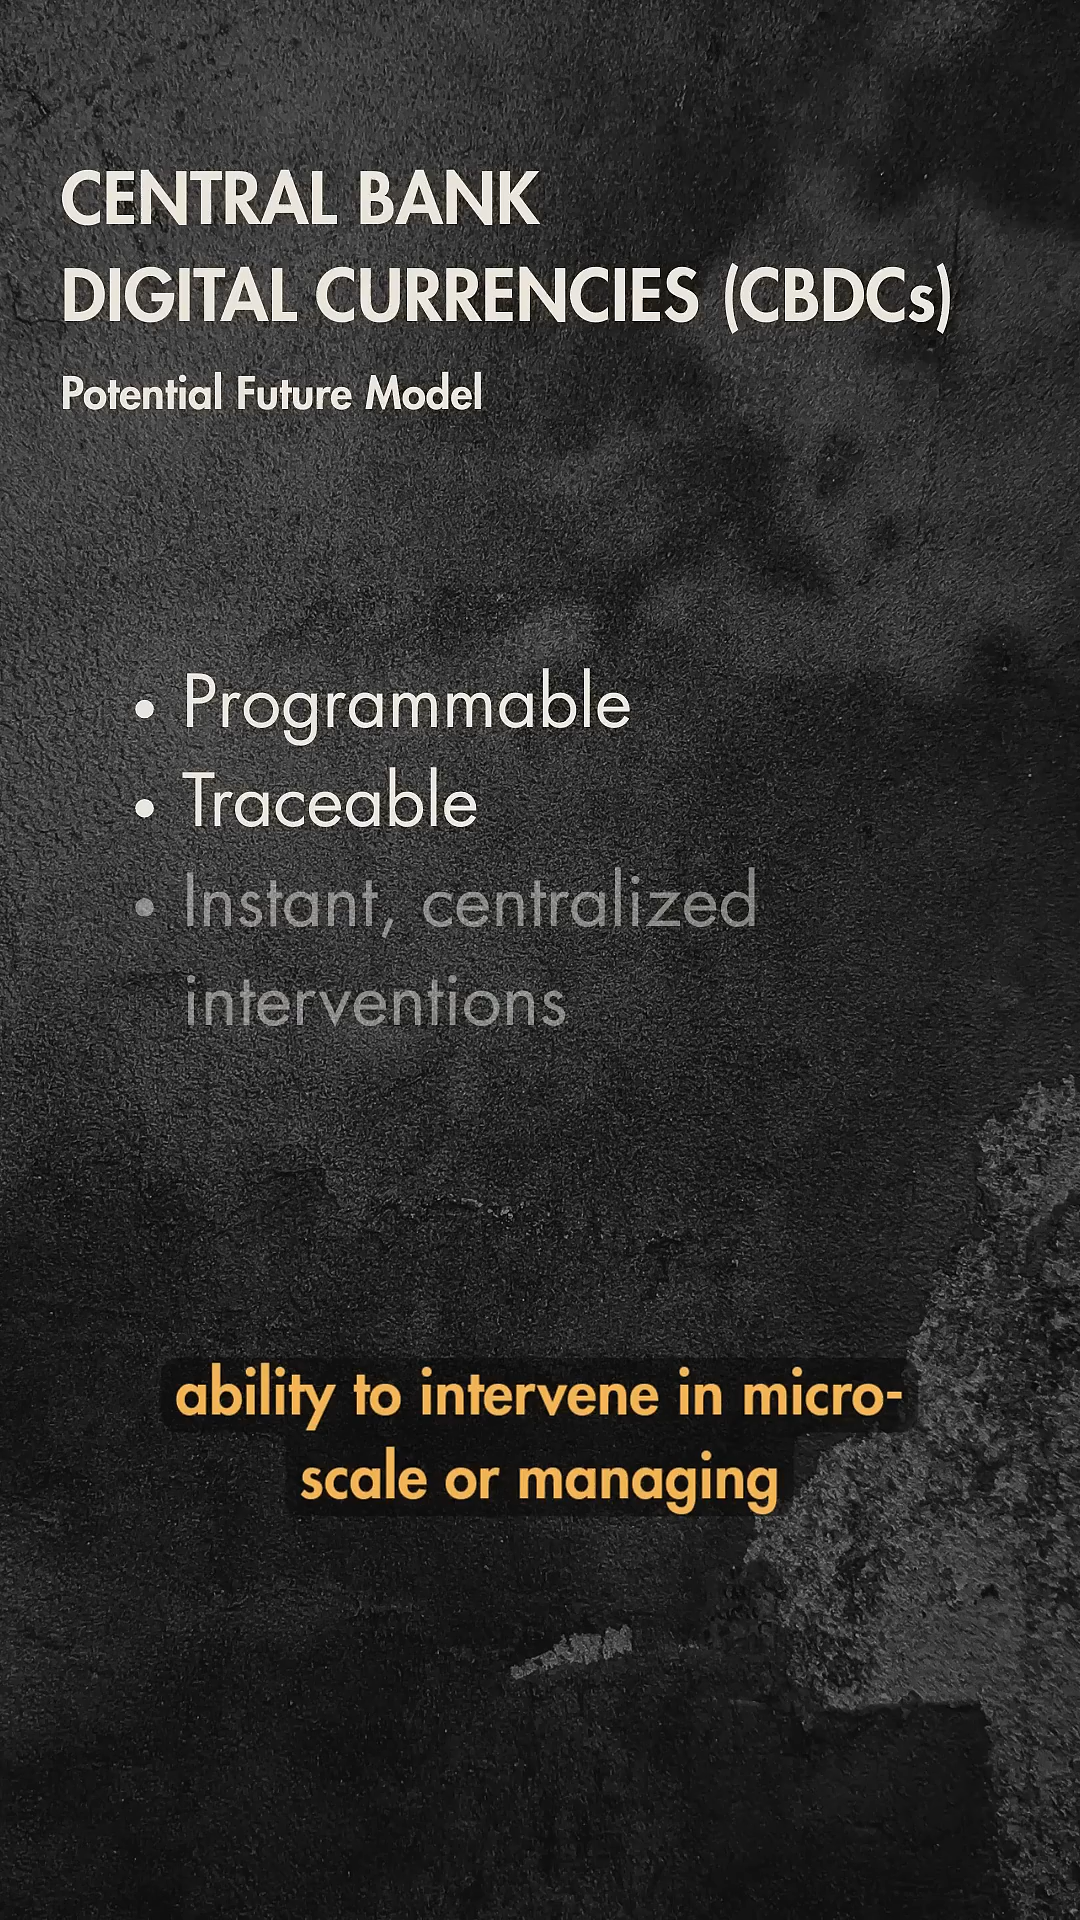 CENTRAL BANK
DIGITAL CURRENCIES (CBDCs)
Potential Future Model
• Programmable
• Traceable
• Instant, centralized
interventions
ability to intervene in micro-
scale or managing